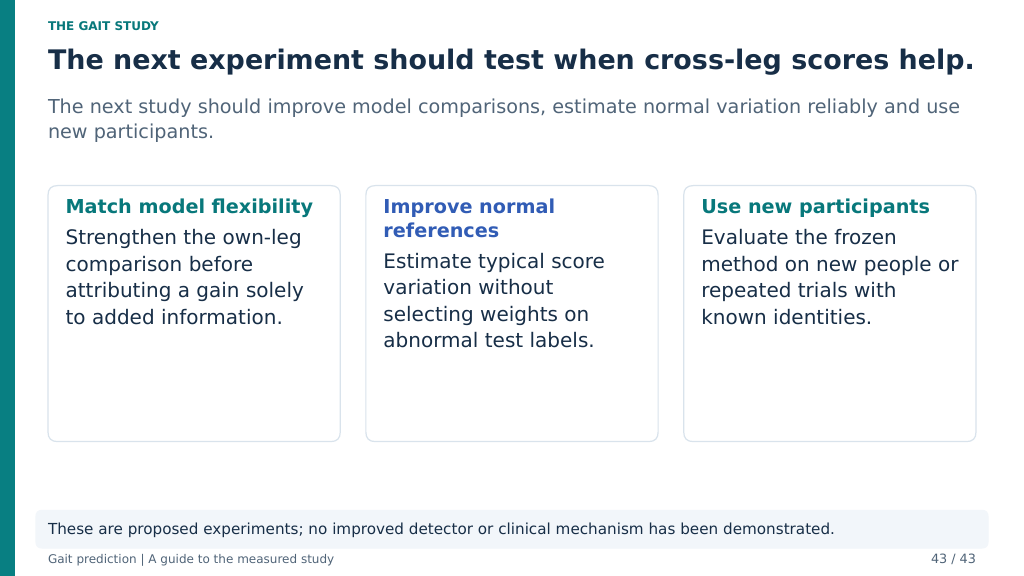 THE GAIT STUDY
The next experiment should test when cross-leg scores help.
The next study should improve model comparisons, estimate normal variation reliably and use
new participants.
Match model flexibility
Strengthen the own-leg
comparison before
attributing a gain solely
to added information.
Improve normal
references
Estimate typical score
variation without
selecting weights on
abnormal test labels.
Use new participants
Evaluate the frozen
method on new people or
repeated trials with
known identities.
These are proposed experiments; no improved detector or clinical mechanism has been demonstrated.
Gait prediction | A guide to the measured study
43 / 43